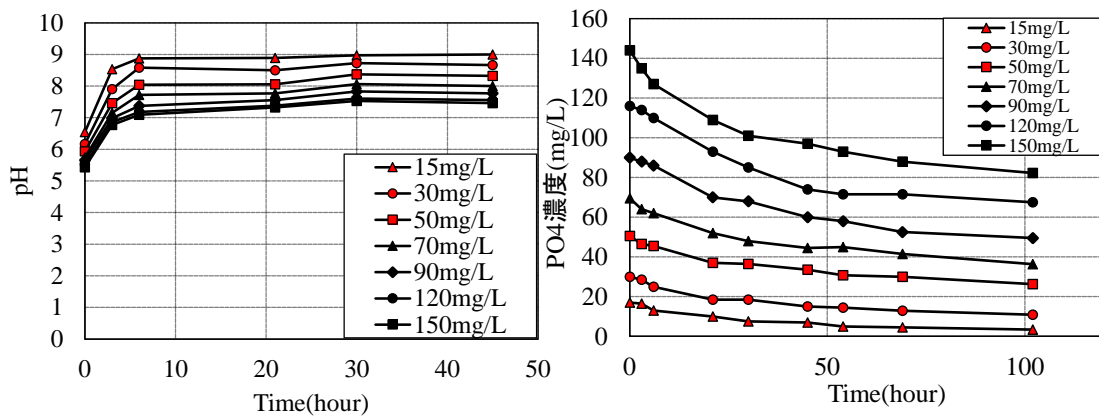 10
9
8
7
6
5
4
3
2
1
0
pH
0 10 20 30 40 50
Time(hour)
15mg/L
30mg/L
50mg/L
70mg/L
90mg/L
120mg/L
150mg/L
160
140
120
100
80
60
40
20
0
PO4濃度(mg/L)
0 50 100
Time(hour)
15mg/L
30mg/L
50mg/L
70mg/L
90mg/L
120mg/L
150mg/L